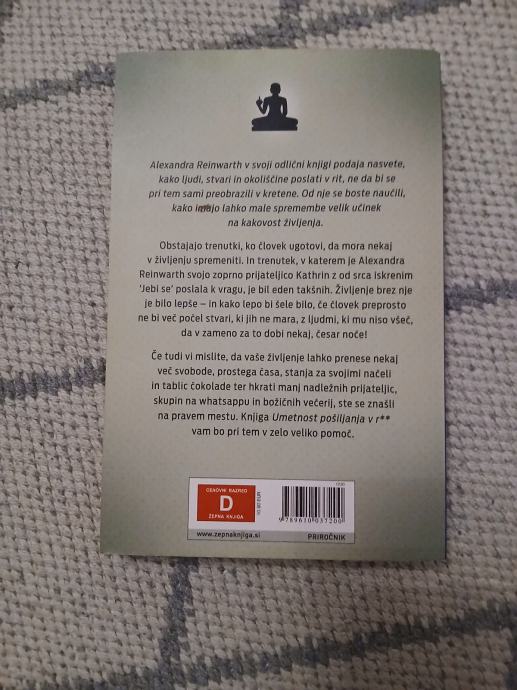 Alexandra Reinwarth v svoji odlični knjigi podaja nasvete,
kako ljudi, stvari in okoliščine poslati v rit, ne da bi se
pri tem sami preobrazili v kretene. Od nje se boste naučili,
kako imajo lahko male spremembe velik učinek
na kakovost življenja.
Obstajajo trenutki, ko človek ugotovi, da mora nekaj
v življenju spremeniti. In trenutek, v katerem je Alexandra
Reinwarth svojo zoprno prijateljico Kathrin z od srca iskrenim
'Jebi se' poslala k vragu, je bil eden takšnih. Življenje brez nje
je bilo lepše – in kako lepo bi šele bilo, če človek preprosto
ne bi več počel stvari, ki jih ne mara, z ljudmi, ki mu niso všeč,
da v zameno za to dobi nekaj, česar noče!
Če tudi vi mislite, da vaše življenje lahko prenese nekaj
več svobode, prostega časa, stanja za svojimi načeli
in tablic čokolade ter hkrati manj nadležnih prijateljic,
skupin na whatsappu in božičnih večerij, ste se znašli
na pravem mestu. Knjiga Umetnost pošiljanja v r**
vam bo pri tem v zelo veliko pomoč.
CENOVNI RAZRED
D
ŽEPNA KNJIGA
9 789610 037200
www.zepnaknjiga.si
PRIROČNIK